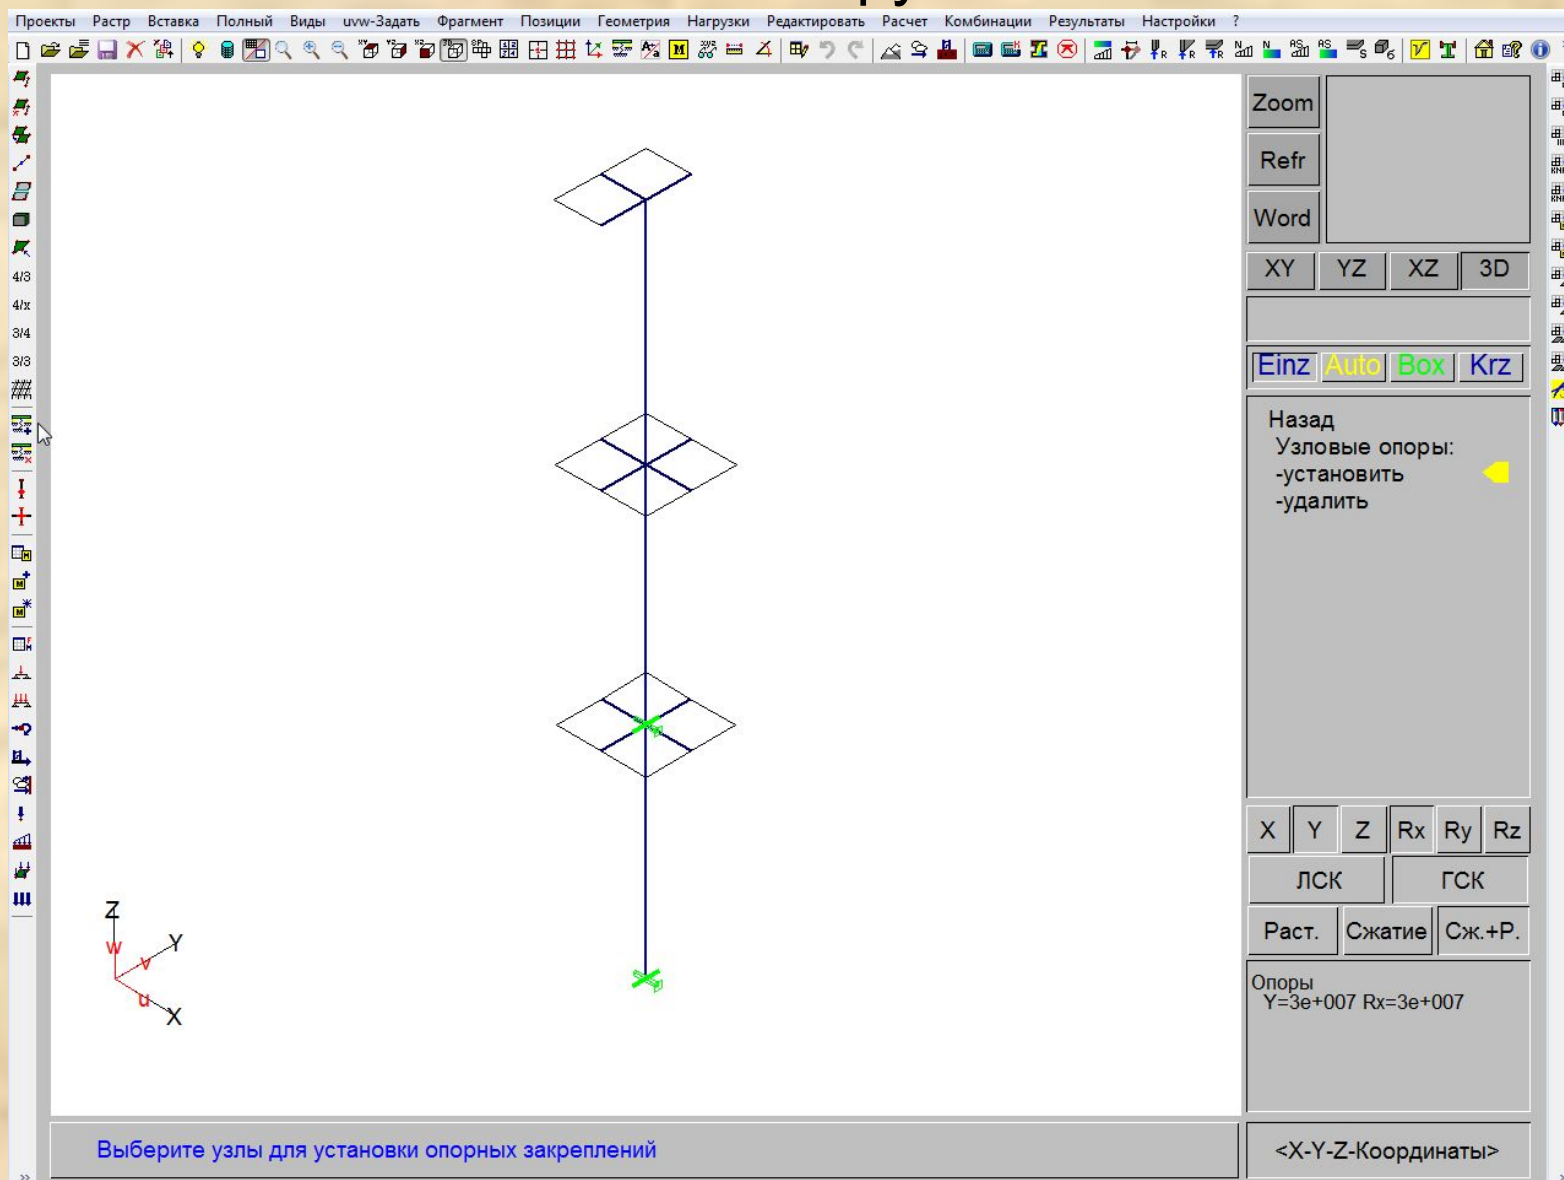 Проекты Растр Вставка Полный Виды uvw-Задать Фрагмент Позиции Геометрия Нагрузки Редактировать Расчет Комбинации Результаты Настройки ?
Zoom
Refr
Word
XY YZ XZ 3D
Einz Auto Box Krz
Назад
Узловые опоры:
-установить
-удалить
4/3
4/x
3/4
3/3
X Y Z Rx Ry Rz
ЛСК ГСК
Раст. Сжатие Сж.+Р.
Опоры
Y=3e+007 Rx=3e+007
Z
w
Y
v
u
X
Выберите узлы для установки опорных закреплений
<X-Y-Z-Координаты>